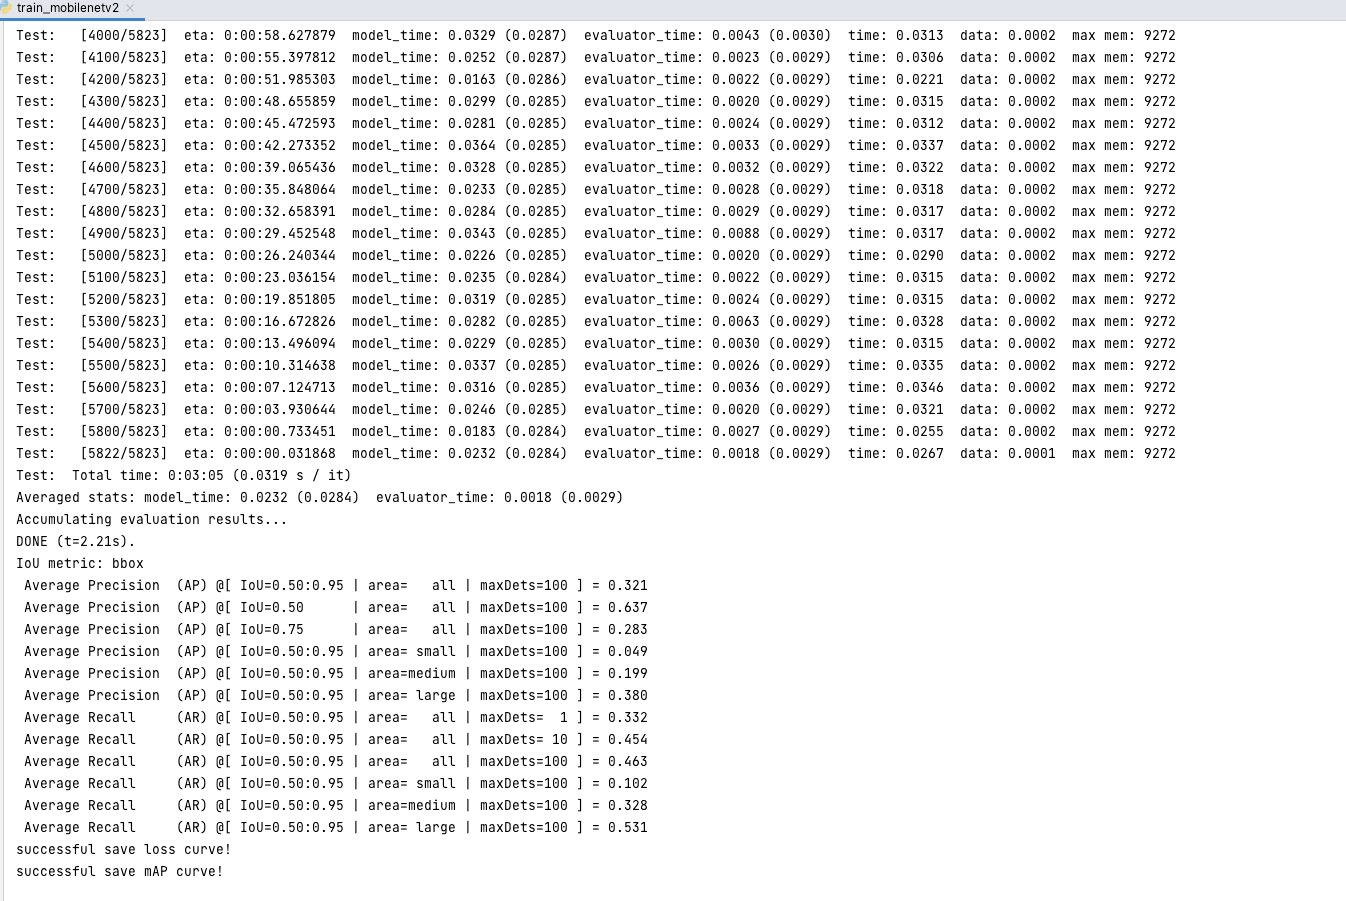 train_mobilenetv2
Test:   [4000/5823]  eta: 0:00:58.627879  model_time: 0.0329 (0.0287)  evaluator_time: 0.0043 (0.0030)  time: 0.0313  data: 0.0002  max mem: 9272
Test:   [4100/5823]  eta: 0:00:55.397812  model_time: 0.0252 (0.0287)  evaluator_time: 0.0023 (0.0029)  time: 0.0306  data: 0.0002  max mem: 9272
Test:   [4200/5823]  eta: 0:00:51.985303  model_time: 0.0163 (0.0286)  evaluator_time: 0.0022 (0.0029)  time: 0.0221  data: 0.0002  max mem: 9272
Test:   [4300/5823]  eta: 0:00:48.655859  model_time: 0.0299 (0.0285)  evaluator_time: 0.0020 (0.0029)  time: 0.0315  data: 0.0002  max mem: 9272
Test:   [4400/5823]  eta: 0:00:45.472593  model_time: 0.0281 (0.0285)  evaluator_time: 0.0024 (0.0029)  time: 0.0312  data: 0.0002  max mem: 9272
Test:   [4500/5823]  eta: 0:00:42.273352  model_time: 0.0364 (0.0285)  evaluator_time: 0.0033 (0.0029)  time: 0.0337  data: 0.0002  max mem: 9272
Test:   [4600/5823]  eta: 0:00:39.065436  model_time: 0.0328 (0.0285)  evaluator_time: 0.0032 (0.0029)  time: 0.0322  data: 0.0002  max mem: 9272
Test:   [4700/5823]  eta: 0:00:35.848064  model_time: 0.0233 (0.0285)  evaluator_time: 0.0028 (0.0029)  time: 0.0318  data: 0.0002  max mem: 9272
Test:   [4800/5823]  eta: 0:00:32.658391  model_time: 0.0284 (0.0285)  evaluator_time: 0.0029 (0.0029)  time: 0.0317  data: 0.0002  max mem: 9272
Test:   [4900/5823]  eta: 0:00:29.452548  model_time: 0.0343 (0.0285)  evaluator_time: 0.0088 (0.0029)  time: 0.0317  data: 0.0002  max mem: 9272
Test:   [5000/5823]  eta: 0:00:26.240344  model_time: 0.0226 (0.0285)  evaluator_time: 0.0020 (0.0029)  time: 0.0290  data: 0.0002  max mem: 9272
Test:   [5100/5823]  eta: 0:00:23.036154  model_time: 0.0235 (0.0284)  evaluator_time: 0.0022 (0.0029)  time: 0.0315  data: 0.0002  max mem: 9272
Test:   [5200/5823]  eta: 0:00:19.851805  model_time: 0.0319 (0.0285)  evaluator_time: 0.0024 (0.0029)  time: 0.0315  data: 0.0002  max mem: 9272
Test:   [5300/5823]  eta: 0:00:16.672826  model_time: 0.0282 (0.0285)  evaluator_time: 0.0063 (0.0029)  time: 0.0328  data: 0.0002  max mem: 9272
Test:   [5400/5823]  eta: 0:00:13.496094  model_time: 0.0229 (0.0285)  evaluator_time: 0.0030 (0.0029)  time: 0.0315  data: 0.0002  max mem: 9272
Test:   [5500/5823]  eta: 0:00:10.314638  model_time: 0.0337 (0.0285)  evaluator_time: 0.0026 (0.0029)  time: 0.0335  data: 0.0002  max mem: 9272
Test:   [5600/5823]  eta: 0:00:07.124713  model_time: 0.0316 (0.0285)  evaluator_time: 0.0036 (0.0029)  time: 0.0346  data: 0.0002  max mem: 9272
Test:   [5700/5823]  eta: 0:00:03.930644  model_time: 0.0246 (0.0285)  evaluator_time: 0.0020 (0.0029)  time: 0.0321  data: 0.0002  max mem: 9272
Test:   [5800/5823]  eta: 0:00:00.733451  model_time: 0.0183 (0.0284)  evaluator_time: 0.0027 (0.0029)  time: 0.0255  data: 0.0002  max mem: 9272
Test:   [5822/5823]  eta: 0:00:00.031868  model_time: 0.0232 (0.0284)  evaluator_time: 0.0018 (0.0029)  time: 0.0267  data: 0.0001  max mem: 9272
Test:  Total time: 0:03:05 (0.0319 s / it)
Averaged stats: model_time: 0.0232 (0.0284)  evaluator_time: 0.0018 (0.0029)
Accumulating evaluation results...
DONE (t=2.21s).
IoU metric: bbox
 Average Precision  (AP) @[ IoU=0.50:0.95 | area=   all | maxDets=100 ] = 0.321
 Average Precision  (AP) @[ IoU=0.50      | area=   all | maxDets=100 ] = 0.637
 Average Precision  (AP) @[ IoU=0.75      | area=   all | maxDets=100 ] = 0.283
 Average Precision  (AP) @[ IoU=0.50:0.95 | area= small | maxDets=100 ] = 0.049
 Average Precision  (AP) @[ IoU=0.50:0.95 | area=medium | maxDets=100 ] = 0.199
 Average Precision  (AP) @[ IoU=0.50:0.95 | area= large | maxDets=100 ] = 0.380
 Average Recall     (AR) @[ IoU=0.50:0.95 | area=   all | maxDets=  1 ] = 0.332
 Average Recall     (AR) @[ IoU=0.50:0.95 | area=   all | maxDets= 10 ] = 0.454
 Average Recall     (AR) @[ IoU=0.50:0.95 | area=   all | maxDets=100 ] = 0.463
 Average Recall     (AR) @[ IoU=0.50:0.95 | area= small | maxDets=100 ] = 0.102
 Average Recall     (AR) @[ IoU=0.50:0.95 | area=medium | maxDets=100 ] = 0.328
 Average Recall     (AR) @[ IoU=0.50:0.95 | area= large | maxDets=100 ] = 0.531
successful save loss curve!
successful save mAP curve!